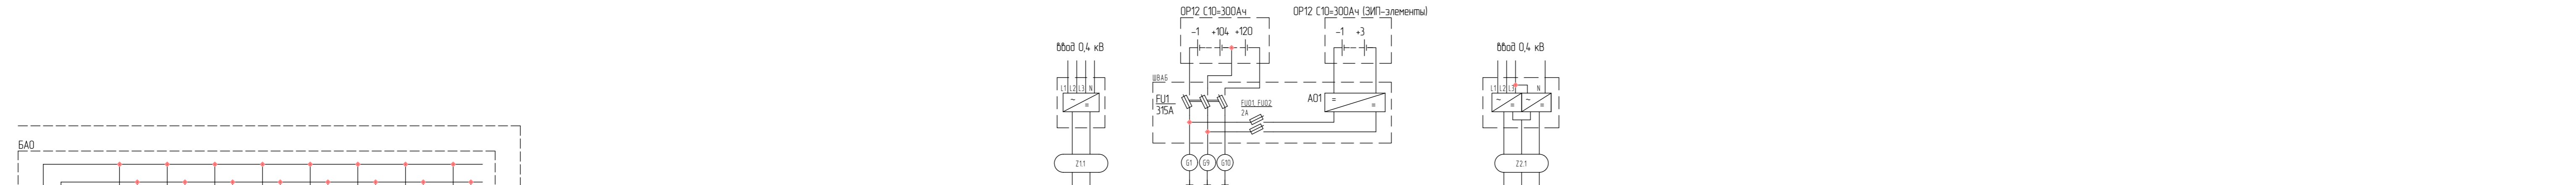 ОР12 С10=300Ач
ОР12 С10=300Ач (ЗИП-элементы)
-1 +104 +120
-1 +3
Ввод 0,4 кВ
Ввод 0,4 кВ
ШВАБ
L1 L2 L3 N
L1 L2 L3 N
~ =
~ = ~ =
FU1
315А
FU01 FU02
2А
А01
= =
БАО
Z1.1
G1 G9 G10
Z2.1